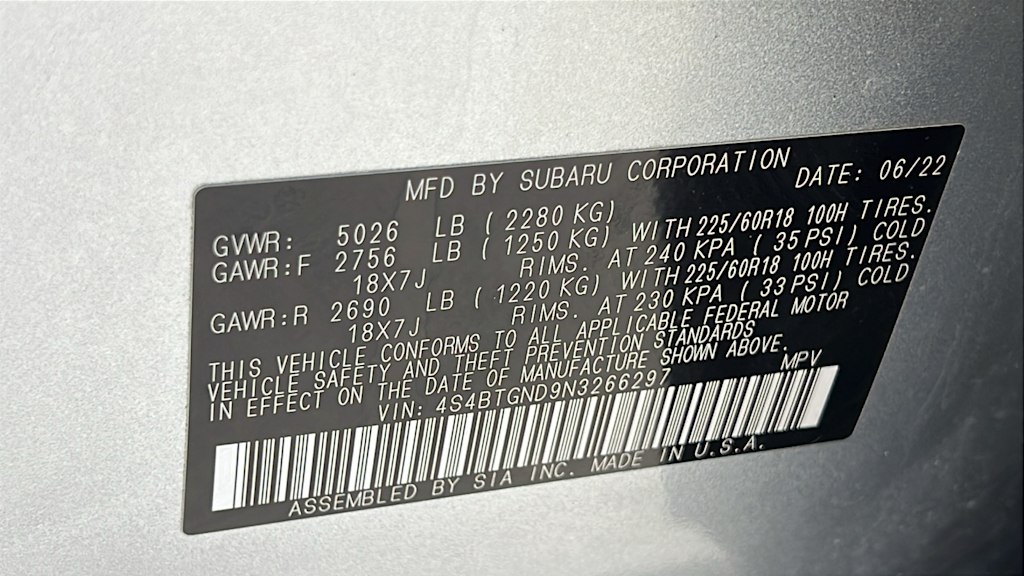 MFD BY SUBARU CORPORATION DATE: 06/22
GVWR: 5026 LB ( 2280 KG)
GAWR:F 2756 LB ( 1250 KG) WITH 225/60R18 100H TIRES.
18X7J RIMS. AT 240 KPA ( 35 PSI) COLD
GAWR:R 2690 LB ( 1220 KG) WITH 225/60R18 100H TIRES.
18X7J RIMS. AT 230 KPA ( 33 PSI) COLD
THIS VEHICLE CONFORMS TO ALL APPLICABLE FEDERAL MOTOR
VEHICLE SAFETY AND THEFT PREVENTION STANDARDS
IN EFFECT ON THE DATE OF MANUFACTURE SHOWN ABOVE.
VIN: 4S4BTGND9N3266297 MPV
ASSEMBLED BY SIA INC. MADE IN U.S.A.